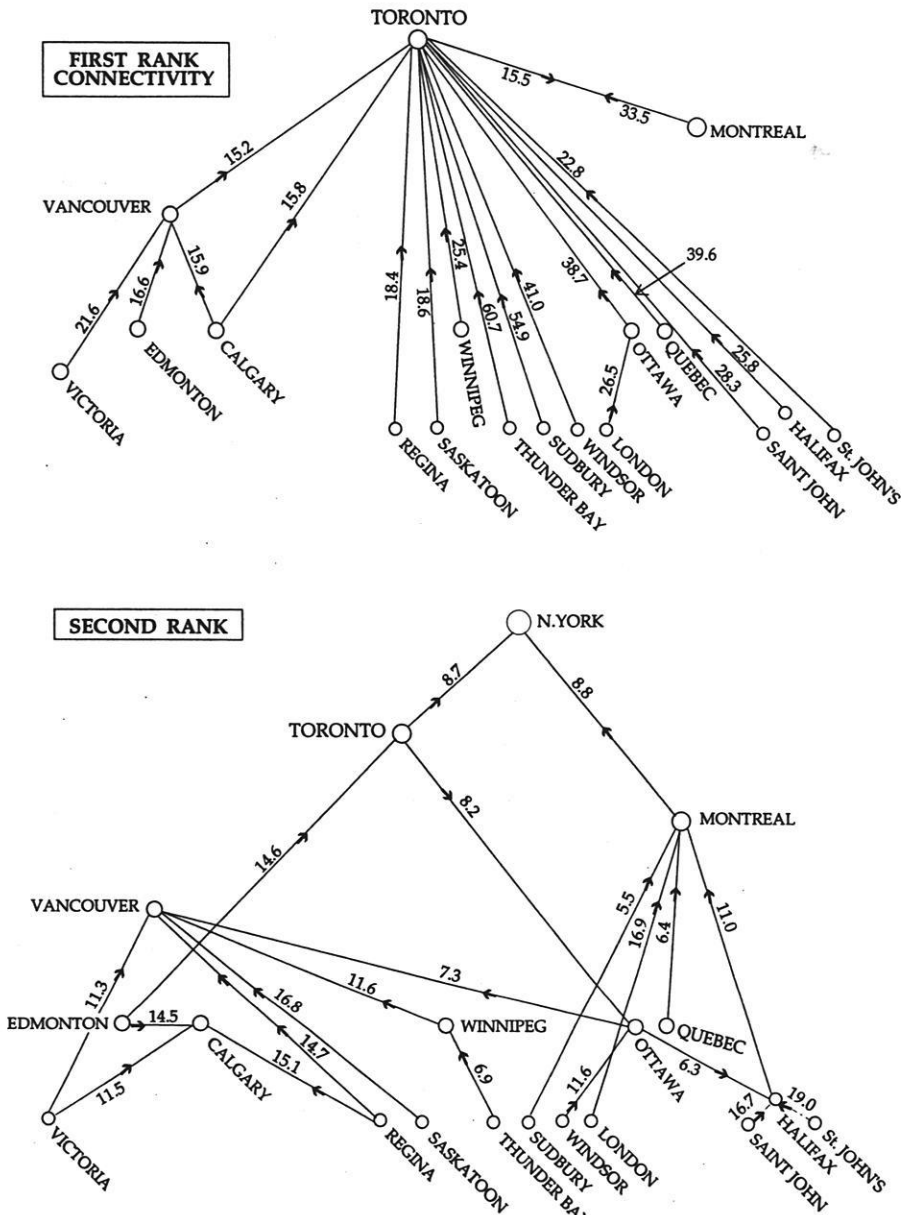 TORONTO
FIRST RANK
CONNECTIVITY
15.5
33.5
MONTREAL
15.2
22.8
VANCOUVER
15.8
15.9
16.6
21.6
18.4
18.6
25.4
60.7
54.9
41.0
38.7
39.6
26.5
28.3
25.8
VICTORIA
EDMONTON
CALGARY
REGINA
SASKATOON
WINNIPEG
THUNDER BAY
SUDBURY
WINDSOR
LONDON
OTTAWA
QUEBEC
SAINT JOHN
HALIFAX
St. JOHN'S
SECOND RANK
N.YORK
8.7
8.8
TORONTO
8.2
MONTREAL
14.6
VANCOUVER
5.5
16.9
6.4
11.0
7.3
11.6
16.8
11.3
14.7
EDMONTON
14.5
CALGARY
15.1
11.5
WINNIPEG
6.9
11.6
OTTAWA
QUEBEC
6.3
16.7
19.0
VICTORIA
REGINA
SASKATOON
THUNDER BAY
SUDBURY
WINDSOR
LONDON
SAINT JOHN
HALIFAX
St. JOHN'S